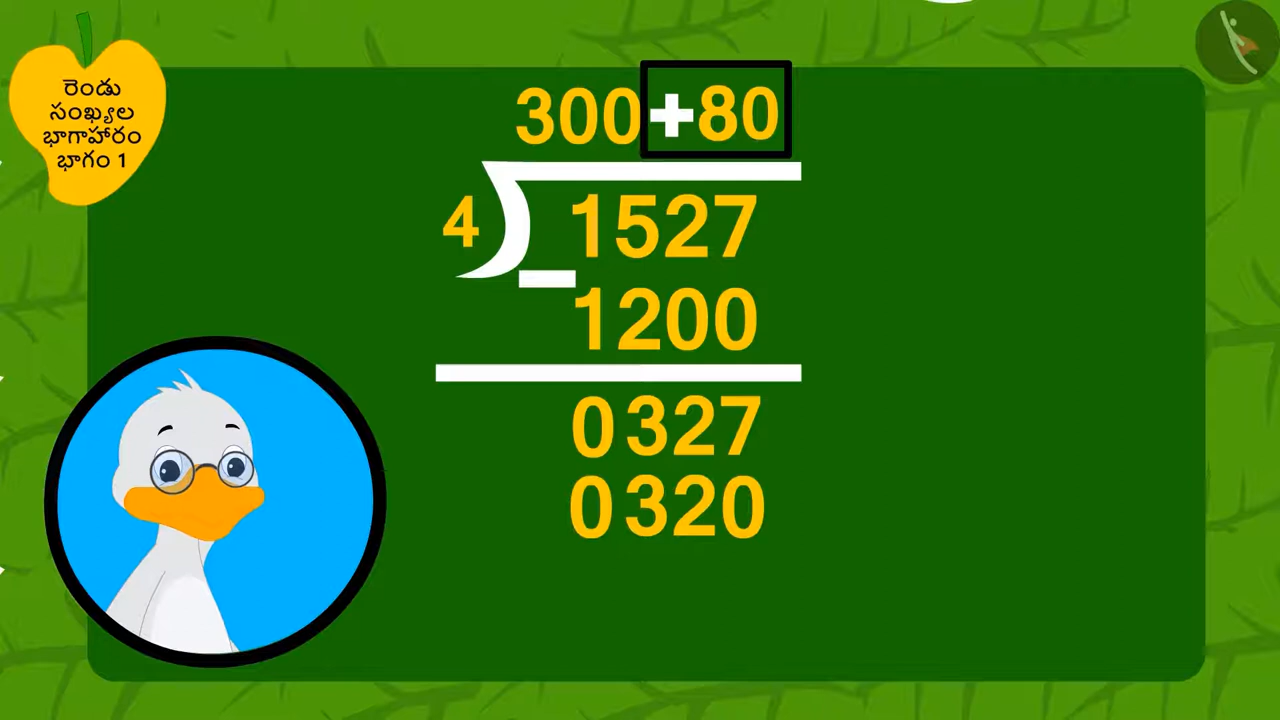 రెండు
సంఖ్యల
భాగాహారం
భాగం 1
300 +80
4 1527
− 1200
0327
0320